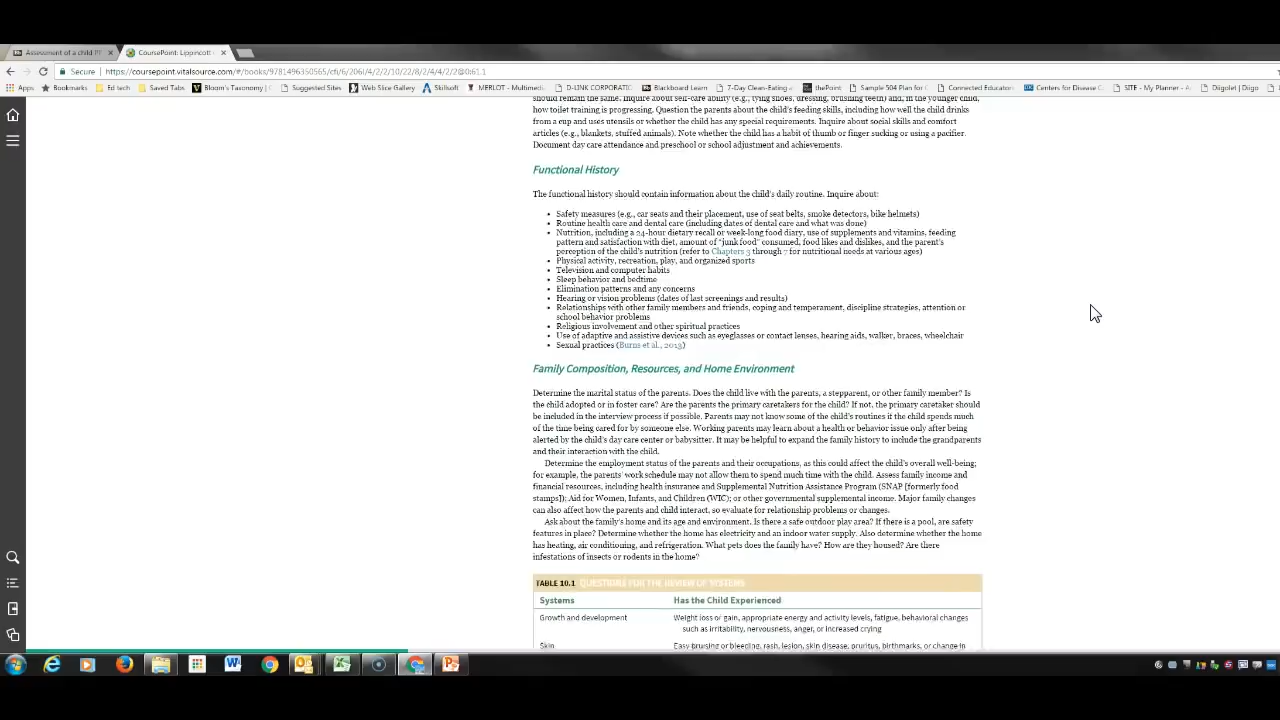 Assessment of a child P
CoursePoint: Lippincott
Secure
https://coursepoint.vitalsource.com/#/books/9781496350565/cfi/6/206!/4/2/2/10/22/8/2/4/4/2/2@0:61.1
Apps
Bookmarks
Ed tech
Saved Tabs
Bloom's Taxonomy (
Suggested Sites
Web Slice Gallery
Skillsoft
MERLOT - Multimedi
D-LINK CORPORATIC
Blackboard Learn
7-Day Clean-Eating
thePoint
Sample 504 Plan for
Connected Educator
Centers for Disease C
SITE - My Planner - A
Diigolet | Diigo
should remain the same. Inquire about self-care ability (e.g., tying shoes, dressing, brushing teeth) and, in the younger child,
how toilet training is progressing. Question the parents about the child's feeding skills, including how well the child drinks
from a cup and uses utensils or whether the child has any special requirements. Inquire about social skills and comfort
articles (e.g., blankets, stuffed animals). Note whether the child has a habit of thumb or finger sucking or using a pacifier.
Document day care attendance and preschool or school adjustment and achievements.
Functional History
The functional history should contain information about the child's daily routine. Inquire about:
• Safety measures (e.g., car seats and their placement, use of seat belts, smoke detectors, bike helmets)
• Routine health care and dental care (including dates of dental care and what was done)
• Nutrition, including a 24-hour dietary recall or week-long food diary, use of supplements and vitamins, feeding
pattern and satisfaction with diet, amount of "junk food" consumed, food likes and dislikes, and the parent's
perception of the child's nutrition (refer to Chapters 3 through 7 for nutritional needs at various ages)
• Physical activity, recreation, play, and organized sports
• Television and computer habits
• Sleep behavior and bedtime
• Elimination patterns and any concerns
• Hearing or vision problems (dates of last screenings and results)
• Relationships with other family members and friends, coping and temperament, discipline strategies, attention or
school behavior problems
• Religious involvement and other spiritual practices
• Use of adaptive and assistive devices such as eyeglasses or contact lenses, hearing aids, walker, braces, wheelchair
• Sexual practices (Burns et al., 2013)
Family Composition, Resources, and Home Environment
Determine the marital status of the parents. Does the child live with the parents, a stepparent, or other family member? Is
the child adopted or in foster care? Are the parents the primary caretakers for the child? If not, the primary caretaker should
be included in the interview process if possible. Parents may not know some of the child's routines if the child spends much
of the time being cared for by someone else. Working parents may learn about a health or behavior issue only after being
alerted by the child's day care center or babysitter. It may be helpful to expand the family history to include the grandparents
and their interaction with the child.
Determine the employment status of the parents and their occupations, as this could affect the child's overall well-being;
for example, the parents' work schedule may not allow them to spend much time with the child. Assess family income and
financial resources, including health insurance and Supplemental Nutrition Assistance Program (SNAP [formerly food
stamps]); Aid for Women, Infants, and Children (WIC); or other governmental supplemental income. Major family changes
can also affect how the parents and child interact, so evaluate for relationship problems or changes.
Ask about the family's home and its age and environment. Is there a safe outdoor play area? If there is a pool, are safety
features in place? Determine whether the home has electricity and an indoor water supply. Also determine whether the home
has heating, air conditioning, and refrigeration. What pets does the family have? How are they housed? Are there
infestations of insects or rodents in the home?
TABLE 10.1 QUESTIONS FOR THE REVIEW OF SYSTEMS
Systems
Has the Child Experienced
Growth and development
Weight loss or gain, appropriate energy and activity levels, fatigue, behavioral changes
such as irritability, nervousness, anger, or increased crying
Skin
Easy bruising or bleeding, rash, lesion, skin disease, pruritus, birthmarks, or change in